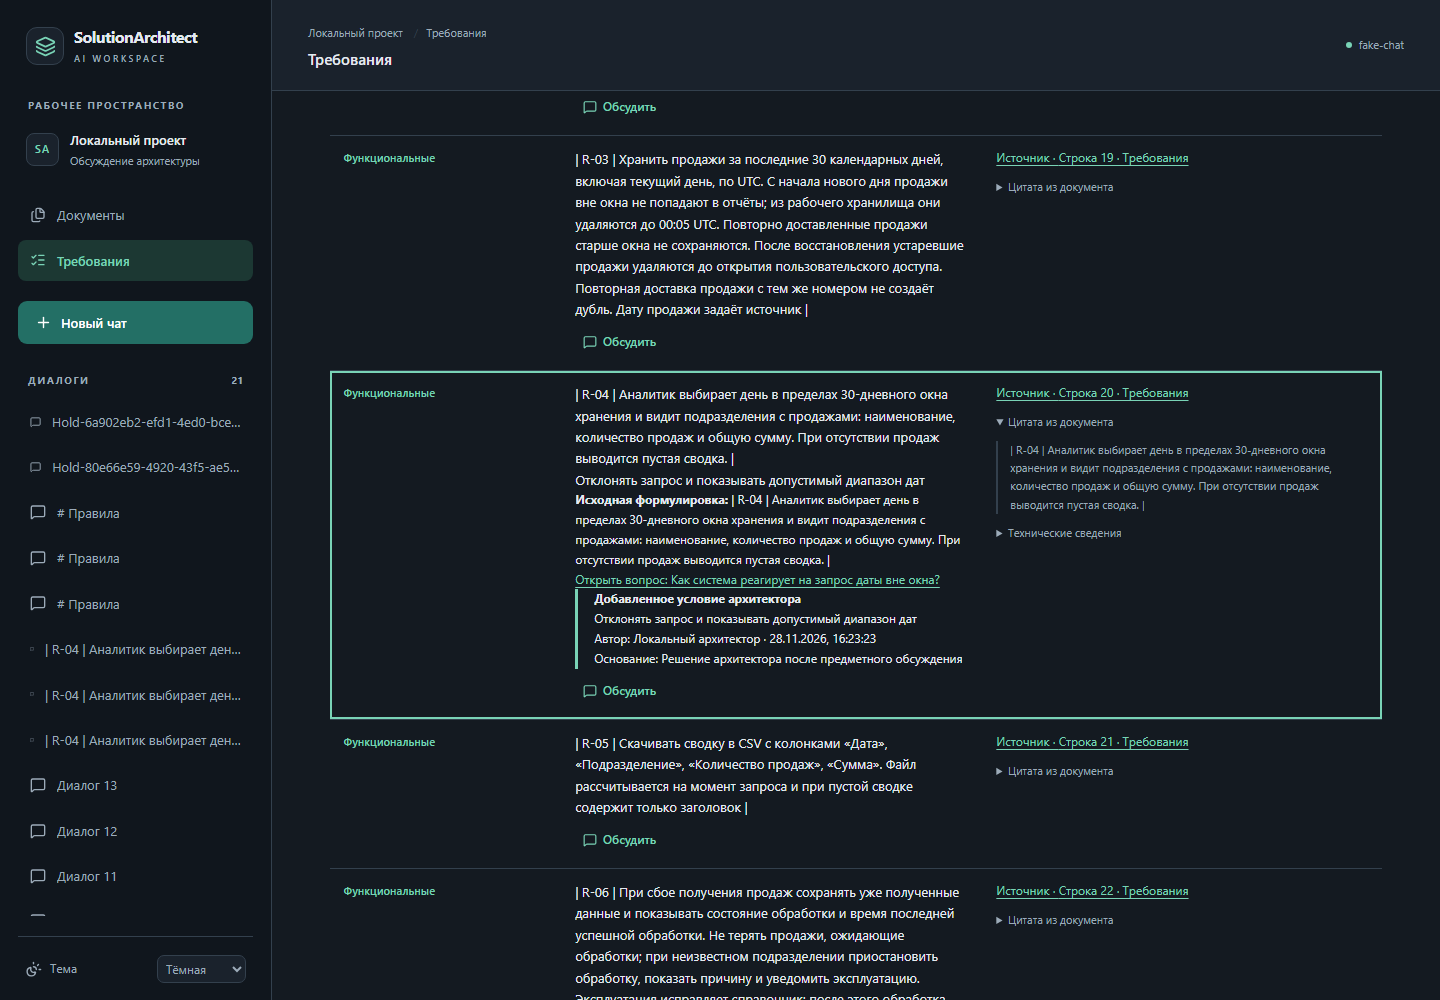 SolutionArchitect
AI WORKSPACE
РАБОЧЕЕ ПРОСТРАНСТВО
SA
Локальный проект
Обсуждение архитектуры
Документы
Требования
Новый чат
ДИАЛОГИ
21
Hold-6a902eb2-efd1-4ed0-bce...
Hold-80e66e59-4920-43f5-ae5...
# Правила
# Правила
# Правила
| R-04 | Аналитик выбирает ден...
| R-04 | Аналитик выбирает ден...
| R-04 | Аналитик выбирает ден...
Диалог 13
Диалог 12
Диалог 11
Тема
Тёмная
Локальный проект / Требования
Требования
fake-chat
Обсудить
Функциональные
| R-03 | Хранить продажи за последние 30 календарных дней,
включая текущий день, по UTC. С начала нового дня продажи
вне окна не попадают в отчёты; из рабочего хранилища они
удаляются до 00:05 UTC. Повторно доставленные продажи
старше окна не сохраняются. После восстановления устаревшие
продажи удаляются до открытия пользовательского доступа.
Повторная доставка продажи с тем же номером не создаёт
дубль. Дату продажи задаёт источник |
Обсудить
Источник · Строка 19 · Требования
Цитата из документа
Функциональные
| R-04 | Аналитик выбирает день в пределах 30-дневного окна
хранения и видит подразделения с продажами: наименование,
количество продаж и общую сумму. При отсутствии продаж
выводится пустая сводка. |
Отклонять запрос и показывать допустимый диапазон дат
Исходная формулировка: | R-04 | Аналитик выбирает день в
пределах 30-дневного окна хранения и видит подразделения с
продажами: наименование, количество продаж и общую сумму. При
отсутствии продаж выводится пустая сводка. |
Открыть вопрос: Как система реагирует на запрос даты вне окна?
Добавленное условие архитектора
Отклонять запрос и показывать допустимый диапазон дат
Автор: Локальный архитектор · 28.11.2026, 16:23:23
Основание: Решение архитектора после предметного обсуждения
Обсудить
Источник · Строка 20 · Требования
Цитата из документа
| R-04 | Аналитик выбирает день в пределах 30-дневного окна
хранения и видит подразделения с продажами: наименование,
количество продаж и общую сумму. При отсутствии продаж
выводится пустая сводка. |
Технические сведения
Функциональные
| R-05 | Скачивать сводку в CSV с колонками «Дата»,
«Подразделение», «Количество продаж», «Сумма». Файл
рассчитывается на момент запроса и при пустой сводке
содержит только заголовок |
Обсудить
Источник · Строка 21 · Требования
Цитата из документа
Функциональные
| R-06 | При сбое получения продаж сохранять уже полученные
данные и показывать состояние обработки и время последней
успешной обработки. Не терять продажи, ожидающие
обработки; при неизвестном подразделении приостановить
обработку, показать причину и уведомить эксплуатацию.
Эксплуатация исправляет справочник; после этого обработка
Источник · Строка 22 · Требования
Цитата из документа